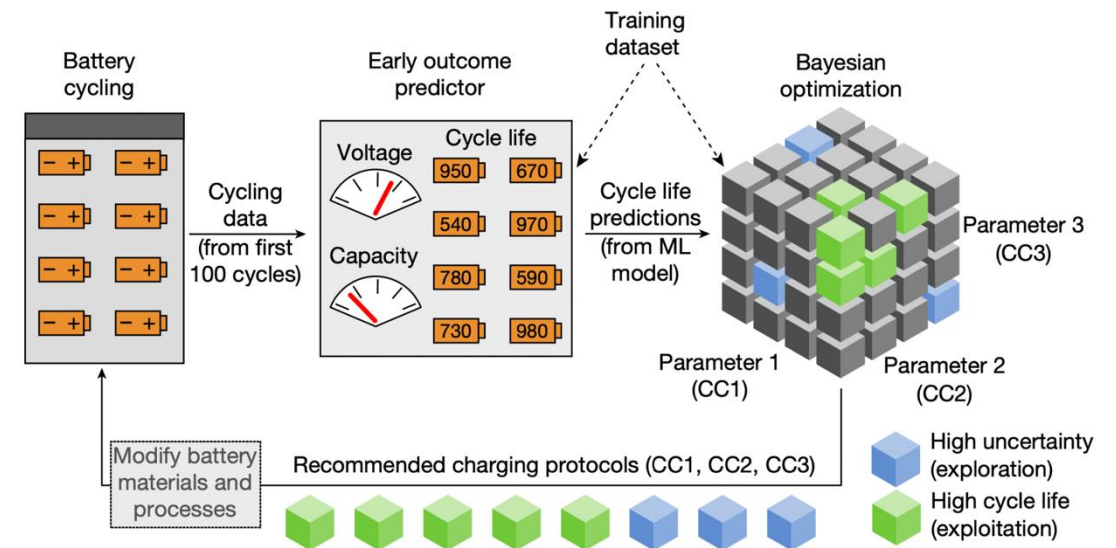 Training
dataset
Battery
cycling
Early outcome
predictor
Bayesian
optimization
− +
− +
− +
− +
− +
− +
− +
− +
Cycling
data
(from first
100 cycles)
Voltage
Capacity
Cycle life
950
670
540
970
780
590
730
980
Cycle life
predictions
(from ML
model)
Parameter 3
(CC3)
Parameter 1
(CC1)
Parameter 2
(CC2)
Modify battery
materials and
processes
Recommended charging protocols (CC1, CC2, CC3)
High uncertainty
(exploration)
High cycle life
(exploitation)